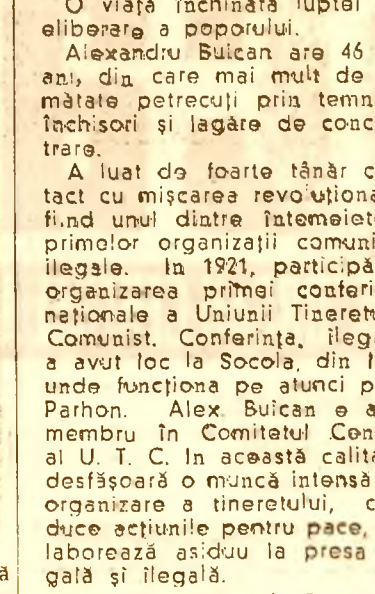 O viață închinată luptei
eliberare a poporului.
Alexandru Buican are 46
ani, din care mai mult de
mătate petrecuți prin temn
închisori și lagăre de conc
trare.
A luat de foarte tânăr c
tact cu mișcarea revoluționa
fiind unul dintre întemeiet
primelor organizații comuni
ilegale. In 1921, participă
organizarea primei conferi
naționale a Uniunii Tineret
Comunist. Conferința, ileg
a avut loc la Socola, din
unde funcționa pe atunci p
Parhon. Alex. Buican e a
membru în Comitetul Cen
al U. T. C. In această calita
desfășoară o muncă intensă
organizare a tineretului, c
duce acțiunile pentru pace,
laborează asiduu la presa
ă gală și ilegală.